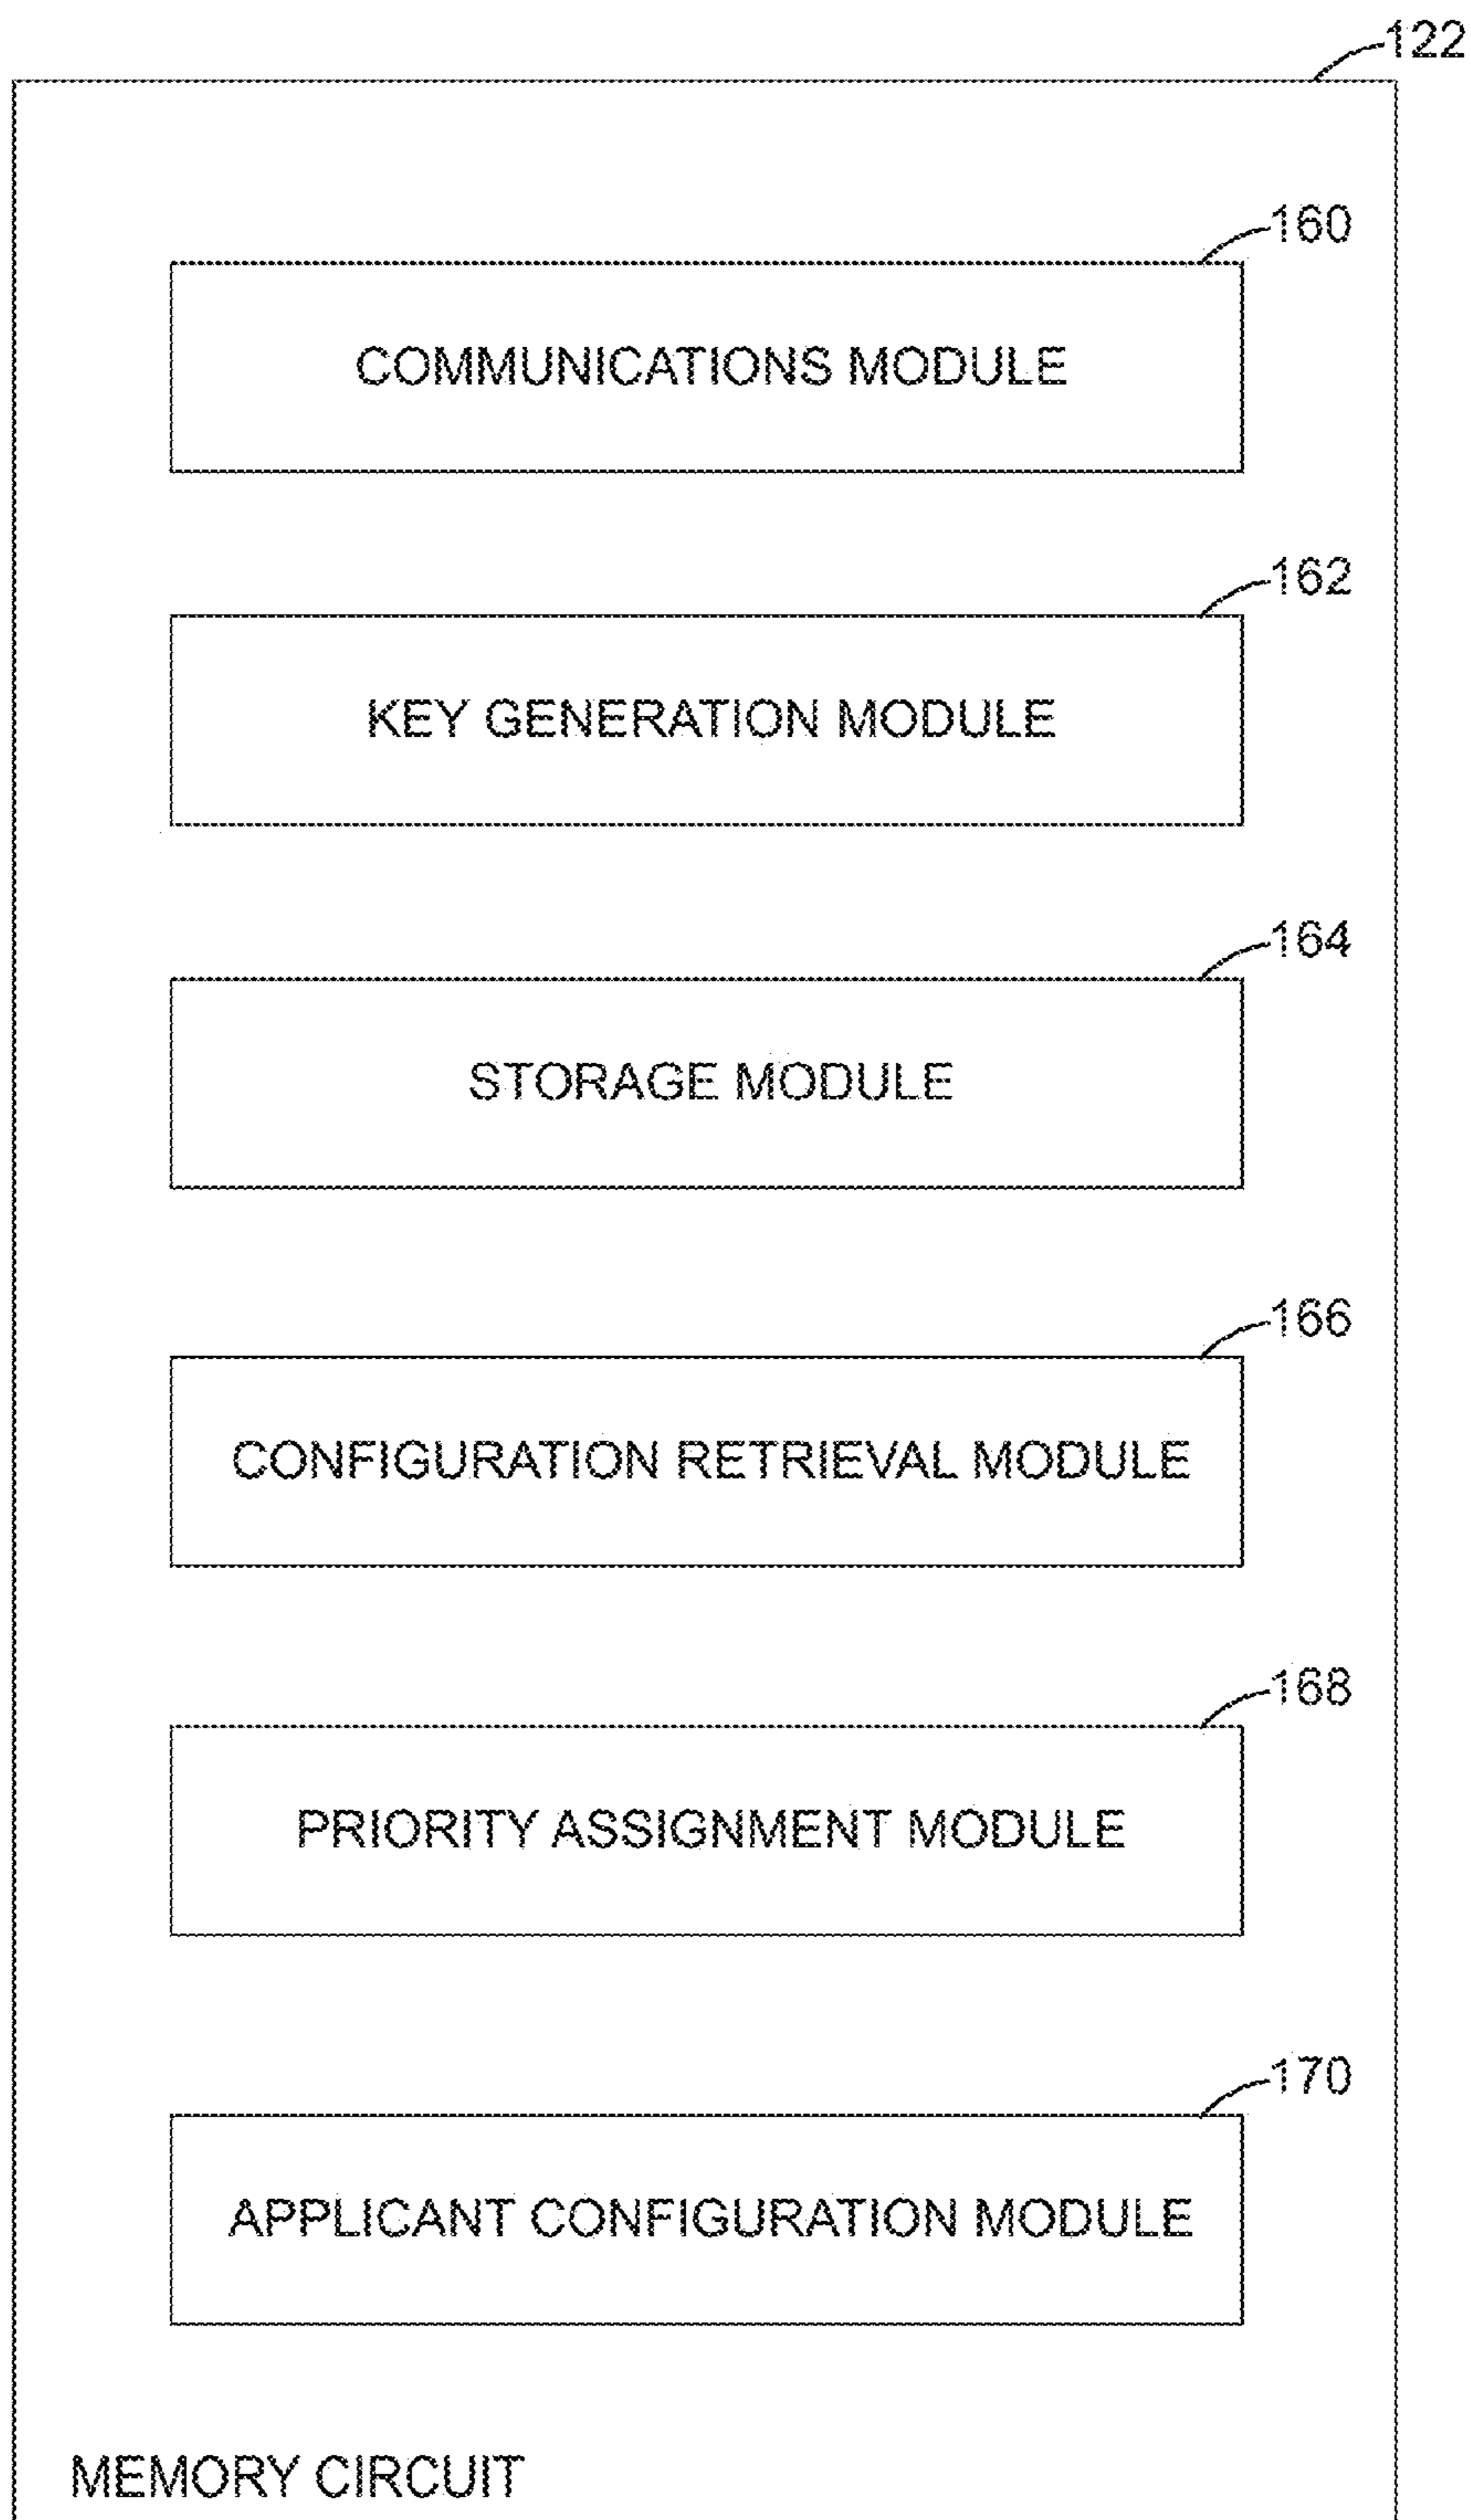 122
160
COMMUNICATIONS MODULE
162
KEY GENERATION MODULE
164
STORAGE MODULE
166
CONFIGURATION RETRIEVAL MODULE
168
PRIORITY ASSIGNMENT MODULE
170
APPLICANT CONFIGURATION MODULE
MEMORY CIRCUIT